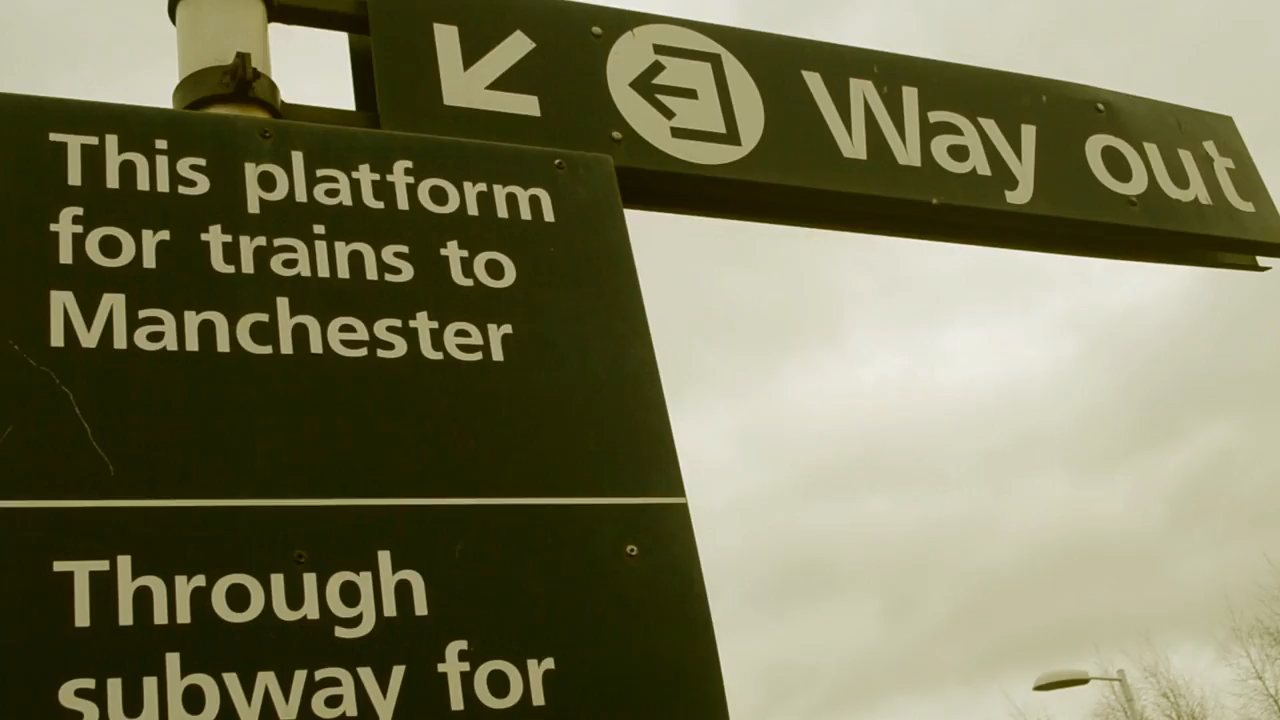 Way out
This platform
for trains to
Manchester
Through
subway for